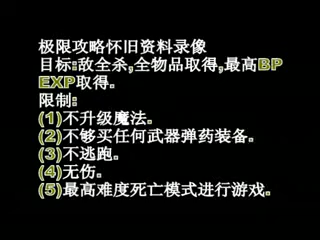 极限攻略怀旧资料录像
目标:敌全杀,全物品取得,最高BP
EXP取得。
限制:
(1)不升级魔法。
(2)不够买任何武器弹药装备。
(3)不逃跑。
(4)无伤。
(5)最高难度死亡模式进行游戏。